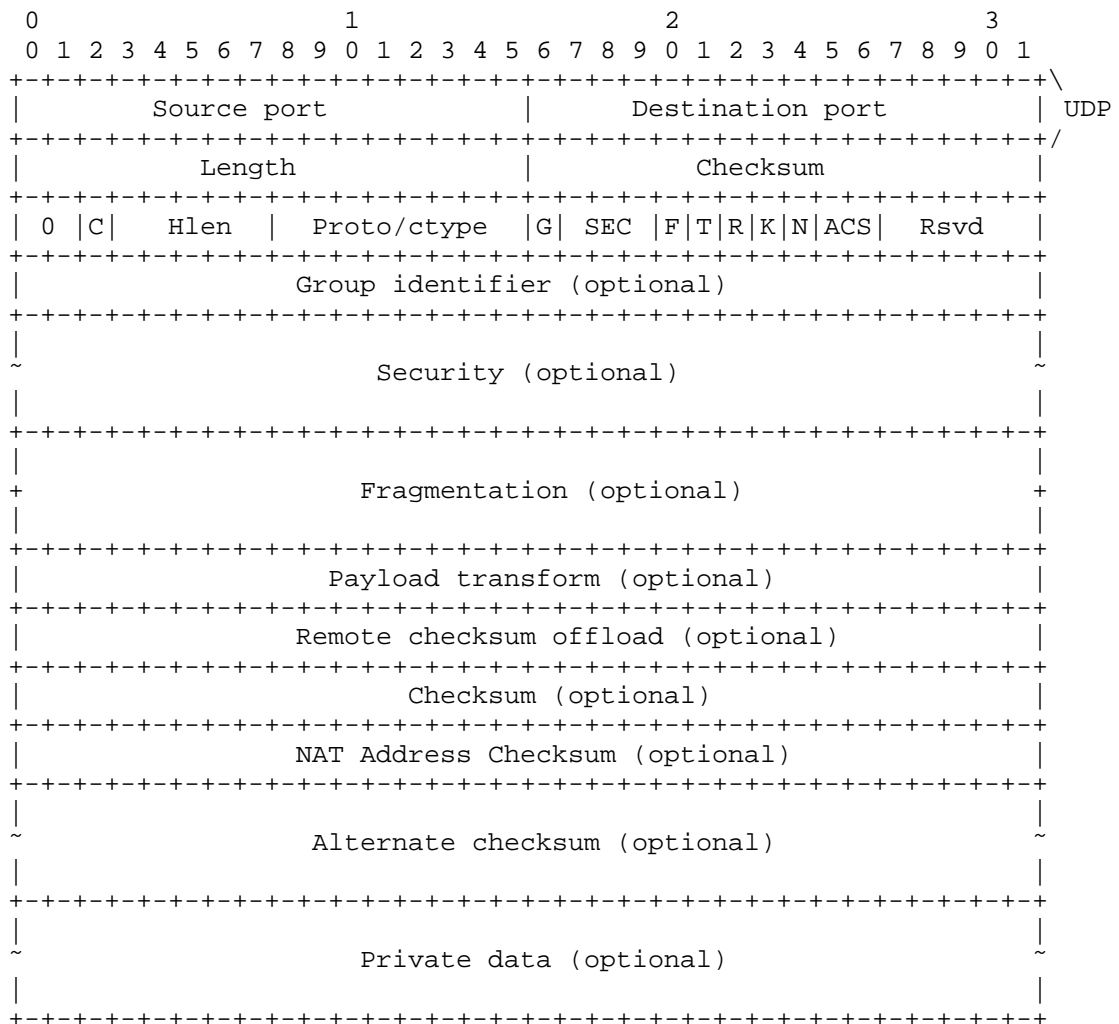 0                   1                   2                   3
 0 1 2 3 4 5 6 7 8 9 0 1 2 3 4 5 6 7 8 9 0 1 2 3 4 5 6 7 8 9 0 1
+-+-+-+-+-+-+-+-+-+-+-+-+-+-+-+-+-+-+-+-+-+-+-+-+-+-+-+-+-+-+-+-+\
|        Source port            |      Destination port         | UDP
+-+-+-+-+-+-+-+-+-+-+-+-+-+-+-+-+-+-+-+-+-+-+-+-+-+-+-+-+-+-+-+-+/
|           Length              |          Checksum             |
+-+-+-+-+-+-+-+-+-+-+-+-+-+-+-+-+-+-+-+-+-+-+-+-+-+-+-+-+-+-+-+-+
| 0 |C|   Hlen  |  Proto/ctype  |G| SEC |F|T|R|K|N|ACS|  Rsvd   |
+-+-+-+-+-+-+-+-+-+-+-+-+-+-+-+-+-+-+-+-+-+-+-+-+-+-+-+-+-+-+-+-+
|                 Group identifier (optional)                   |
+-+-+-+-+-+-+-+-+-+-+-+-+-+-+-+-+-+-+-+-+-+-+-+-+-+-+-+-+-+-+-+-+
|                                                               |
~                      Security (optional)                      ~
|                                                               |
+-+-+-+-+-+-+-+-+-+-+-+-+-+-+-+-+-+-+-+-+-+-+-+-+-+-+-+-+-+-+-+-+
|                                                               |
+                     Fragmentation (optional)                  +
|                                                               |
+-+-+-+-+-+-+-+-+-+-+-+-+-+-+-+-+-+-+-+-+-+-+-+-+-+-+-+-+-+-+-+-+
|                   Payload transform (optional)                |
+-+-+-+-+-+-+-+-+-+-+-+-+-+-+-+-+-+-+-+-+-+-+-+-+-+-+-+-+-+-+-+-+
|                 Remote checksum offload (optional)            |
+-+-+-+-+-+-+-+-+-+-+-+-+-+-+-+-+-+-+-+-+-+-+-+-+-+-+-+-+-+-+-+-+
|                        Checksum (optional)                    |
+-+-+-+-+-+-+-+-+-+-+-+-+-+-+-+-+-+-+-+-+-+-+-+-+-+-+-+-+-+-+-+-+
|                 NAT Address Checksum (optional)               |
+-+-+-+-+-+-+-+-+-+-+-+-+-+-+-+-+-+-+-+-+-+-+-+-+-+-+-+-+-+-+-+-+
|                                                               |
~                  Alternate checksum (optional)                ~
|                                                               |
+-+-+-+-+-+-+-+-+-+-+-+-+-+-+-+-+-+-+-+-+-+-+-+-+-+-+-+-+-+-+-+-+
|                                                               |
~                     Private data (optional)                   ~
|                                                               |
+-+-+-+-+-+-+-+-+-+-+-+-+-+-+-+-+-+-+-+-+-+-+-+-+-+-+-+-+-+-+-+-+